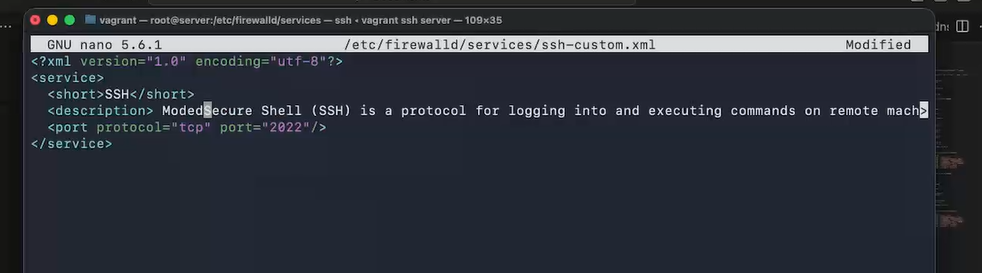 vagrant — root@server:/etc/firewalld/services — ssh ◂ vagrant ssh server — 109×35
GNU nano 5.6.1 /etc/firewalld/services/ssh-custom.xml Modified
<?xml version="1.0" encoding="utf-8"?>
<service>
<short>SSH</short>
<description> ModedSecure Shell (SSH) is a protocol for logging into and executing commands on remote mach>
<port protocol="tcp" port="2022"/>
</service>